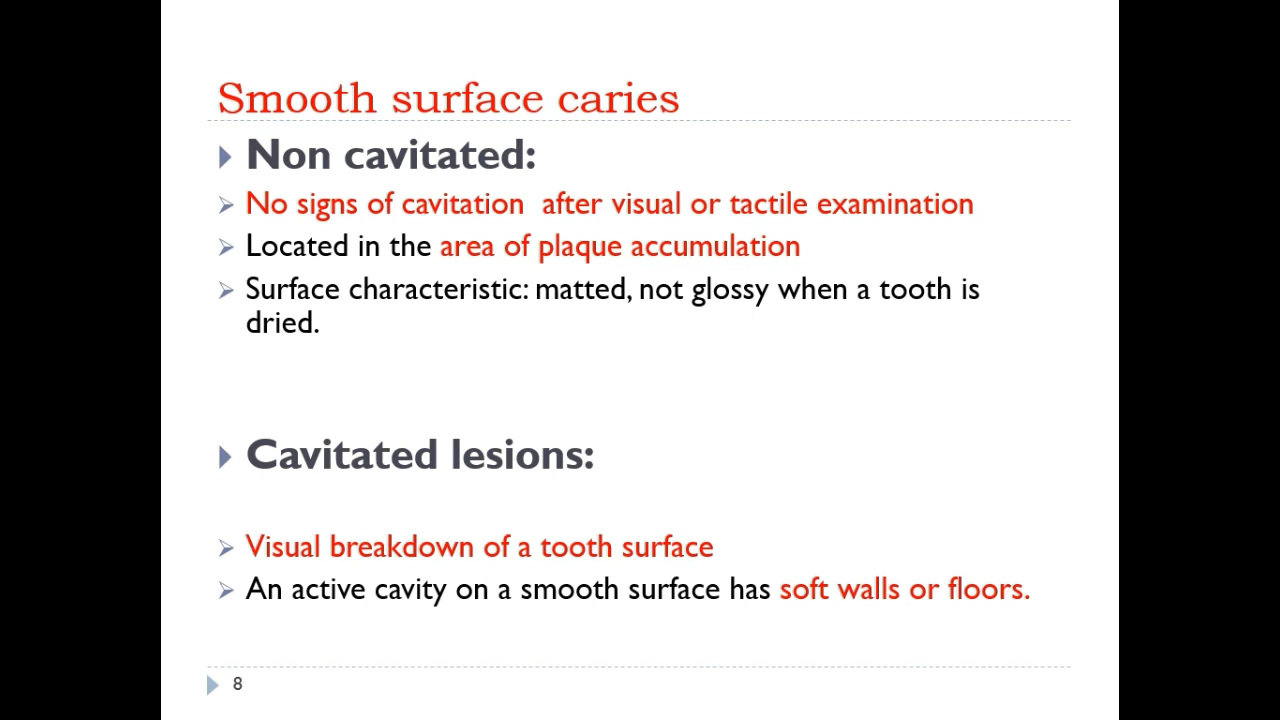 Smooth surface caries
Non cavitated:
No signs of cavitation after visual or tactile examination
Located in the area of plaque accumulation
Surface characteristic: matted, not glossy when a tooth is
dried.
Cavitated lesions:
Visual breakdown of a tooth surface
An active cavity on a smooth surface has soft walls or floors.
8